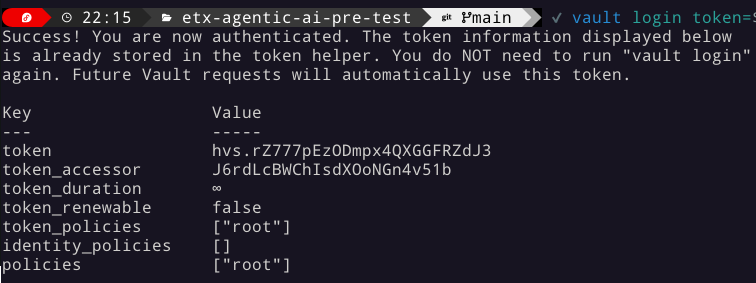 22:15 etx-agentic-ai-pre-test git main ✓ vault login token=
Success! You are now authenticated. The token information displayed below
is already stored in the token helper. You do NOT need to run "vault login"
again. Future Vault requests will automatically use this token.
Key Value
--- -----
token hvs.rZ777pEzODmpx4QXGGFRZdJ3
token_accessor J6rdLcBWChIsdXOoNGn4v51b
token_duration ∞
token_renewable false
token_policies ["root"]
identity_policies []
policies ["root"]